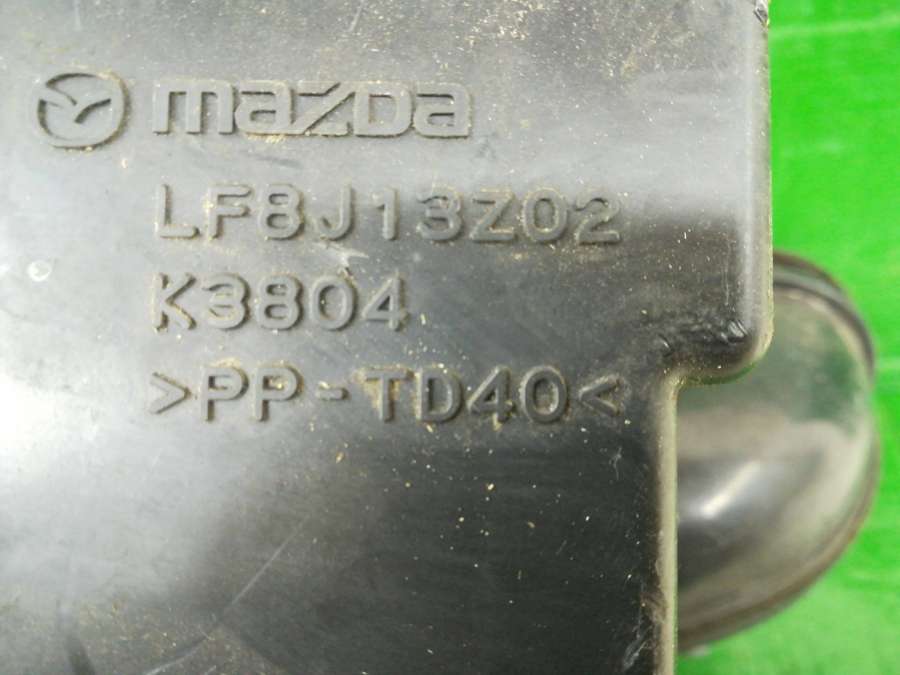 mazda
LF8J13Z02
K3804
>PP-TD40<